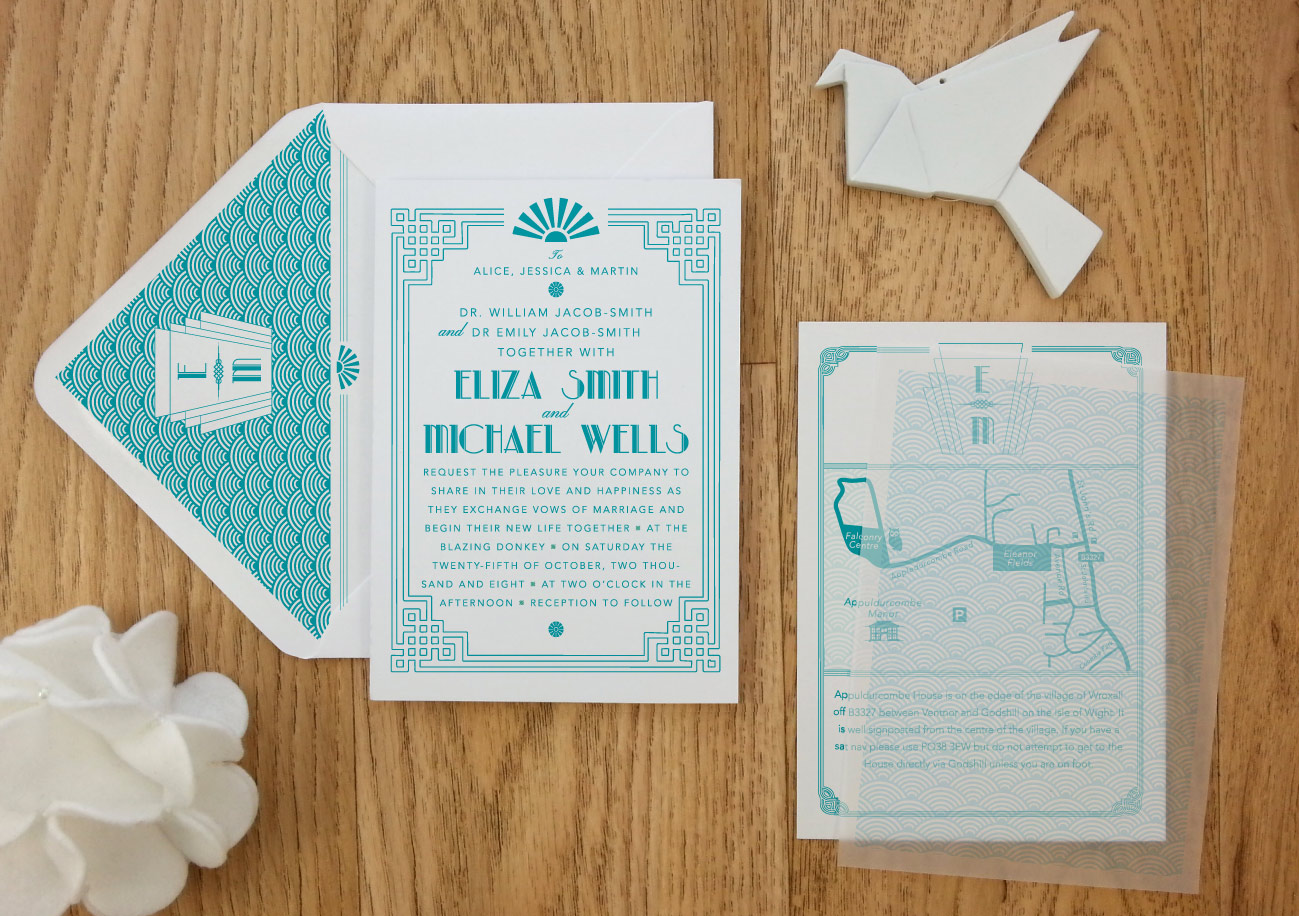 E
M
To
ALICE, JESSICA & MARTIN
DR. WILLIAM JACOB-SMITH
and DR EMILY JACOB-SMITH
TOGETHER WITH
ELIZA SMITH
and
MICHAEL WELLS
REQUEST THE PLEASURE YOUR COMPANY TO
SHARE IN THEIR LOVE AND HAPPINESS AS
THEY EXCHANGE VOWS OF MARRIAGE AND
BEGIN THEIR NEW LIFE TOGETHER ▪ AT THE
BLAZING DONKEY ▪ ON SATURDAY THE
TWENTY-FIFTH OF OCTOBER, TWO THOU-
SAND AND EIGHT ▪ AT TWO O'CLOCK IN THE
AFTERNOON ▪ RECEPTION TO FOLLOW
E
M
Falconry
Centre
Appuldurcombe Road
Eleanor
Fields
St John's Rd
B3327
Appuldurcombe
Manor
P
Appuldurcombe House is on the edge of the village of Wroxall
off B3327 between Ventnor and Godshill on the isle of Wight. It
is well signposted from the centre of the village. if you have a
sat nav please use PO38 3EW but do not attempt to get to the
House directly via Godshill unless you are on foot.